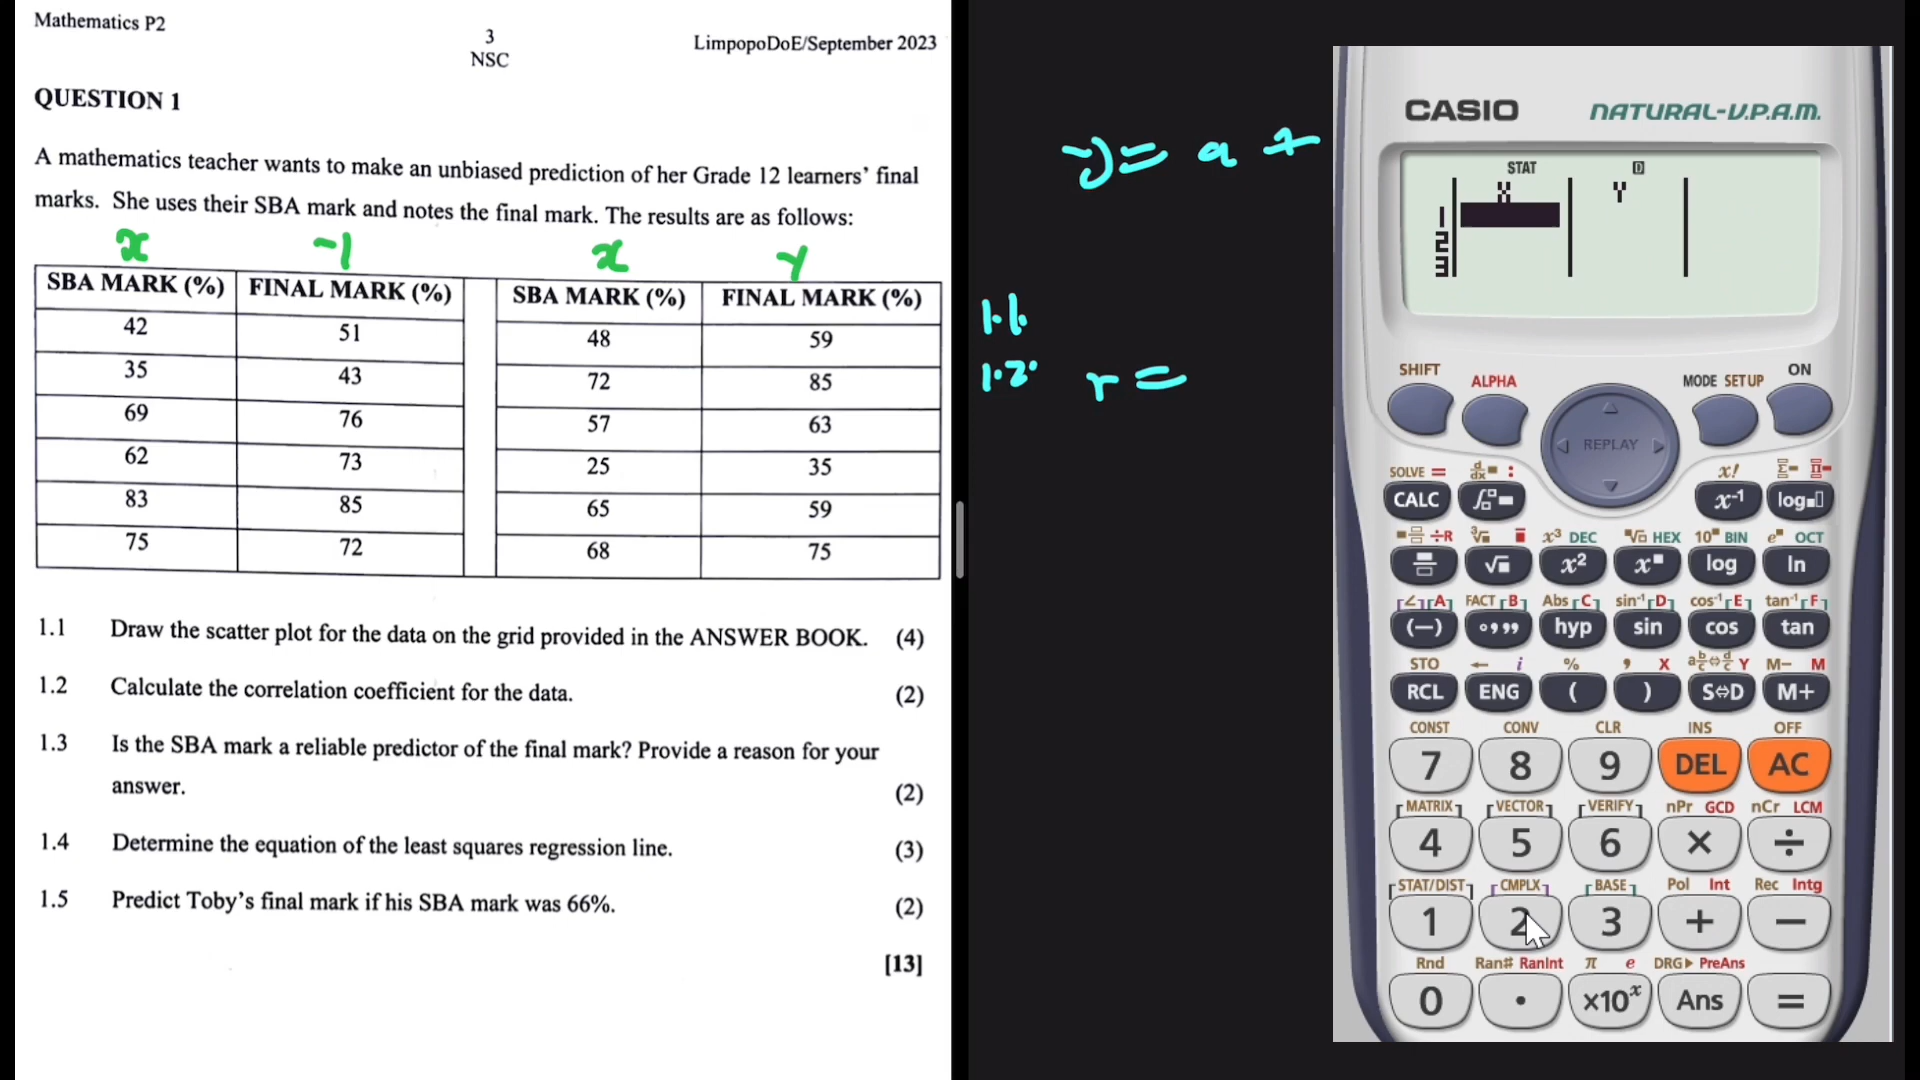 Mathematics P2
3
NSC
LimpopoDoE/September 2023
QUESTION 1
A mathematics teacher wants to make an unbiased prediction of her Grade 12 learners’ final
marks. She uses their SBA mark and notes the final mark. The results are as follows:
x x y
SBA MARK (%) FINAL MARK (%) SBA MARK (%) FINAL MARK (%)
42 51 48 59
35 43 72 85
69 76 57 63
62 73 25 35
83 85 65 59
75 72 68 75
1.1 Draw the scatter plot for the data on the grid provided in the ANSWER BOOK. (4)
1.2 Calculate the correlation coefficient for the data. (2)
1.3 Is the SBA mark a reliable predictor of the final mark? Provide a reason for your
answer. (2)
1.4 Determine the equation of the least squares regression line. (3)
1.5 Predict Toby’s final mark if his SBA mark was 66%. (2)
[13]
= a +
1.1.
1.2. r =
CASIO NATURAL-V.P.A.M.
STAT D
X Y
1
2
3
SHIFT ALPHA MODE SETUP ON
REPLAY
SOLVE = d/dx : x! Σ Π
CALC ∫ x⁻¹ log
÷R ³√ x³ DEC √ HEX 10 BIN e OCT
√ x² x log ln
∠ A FACT B Abs C sin⁻¹ D cos⁻¹ E tan⁻¹ F
(−) °’” hyp sin cos tan
STO ← i % , X a b/c⇔d/c Y M− M
RCL ENG ( ) S⇔D M+
CONST CONV CLR INS OFF
7 8 9 DEL AC
MATRIX VECTOR VERIFY nPr GCD nCr LCM
4 5 6 × ÷
STAT/DIST CMPLX BASE Pol Int Rec Intg
1 2 3 + −
Rnd Ran# RanInt π e DRG▶ PreAns
0 . ×10ˣ Ans =